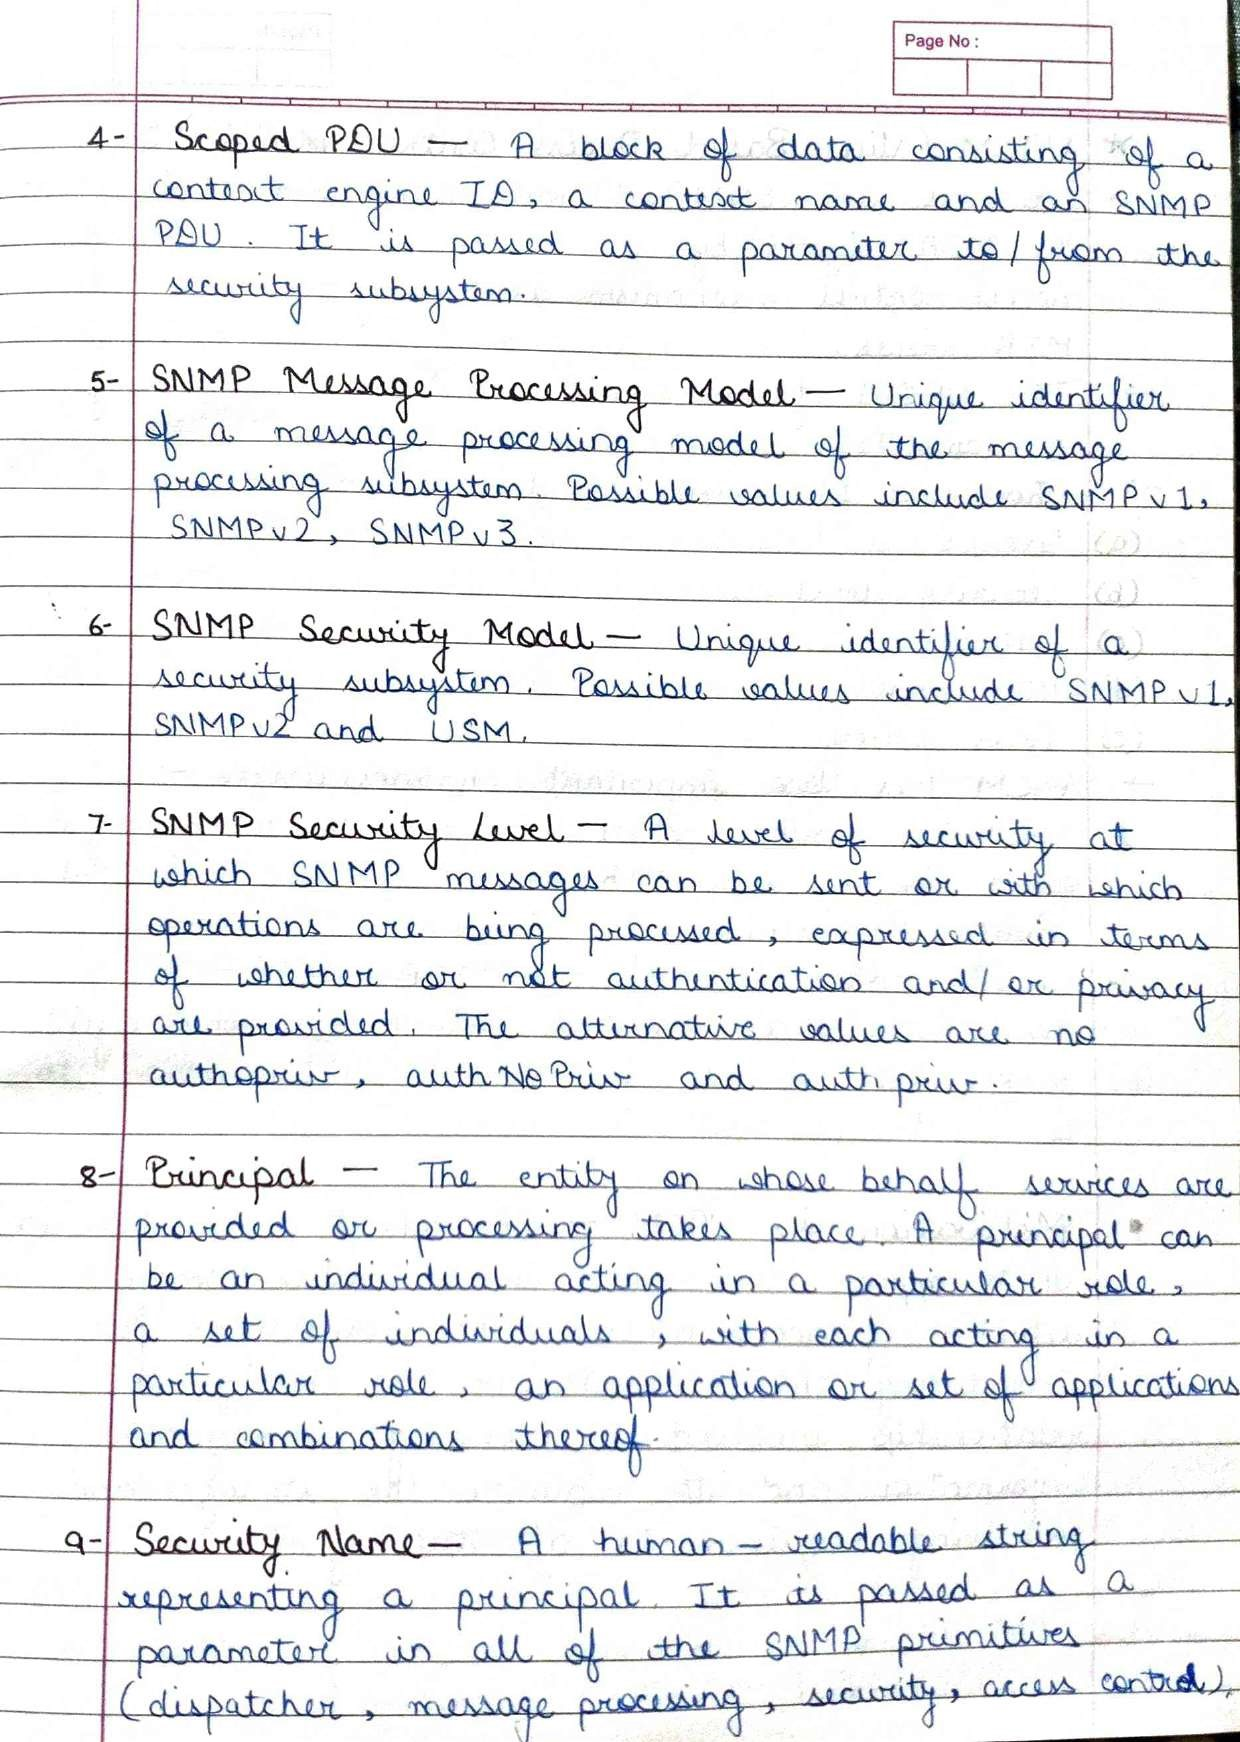 Page No :
4- Scoped PDU — A block of data consisting of a
context engine ID, a context name and an SNMP
PDU. It is passed as a parameter to/from the
security subsystem.
5- SNMP Message Processing Model — Unique identifier
of a message processing model of the message
processing subsystem. Possible values include SNMPv1,
SNMPv2, SNMPv3.
6- SNMP Security Model — Unique identifier of a
security subsystem. Possible values include SNMPv1,
SNMPv2 and USM.
7- SNMP Security Level — A level of security at
which SNMP messages can be sent or with which
operations are being processed, expressed in terms
of whether or not authentication and/or privacy
are provided. The alternative values are no
authopriv, authNoPriv and auth priv.
8- Principal — The entity on whose behalf services are
provided or processing takes place. A principal can
be an individual acting in a particular role,
a set of individuals, with each acting in a
particular role, an application or set of applications
and combinations thereof.
9- Security Name — A human-readable string
representing a principal. It is passed as a
parameter in all of the SNMP primitives
(dispatcher, message processing, security, access control).